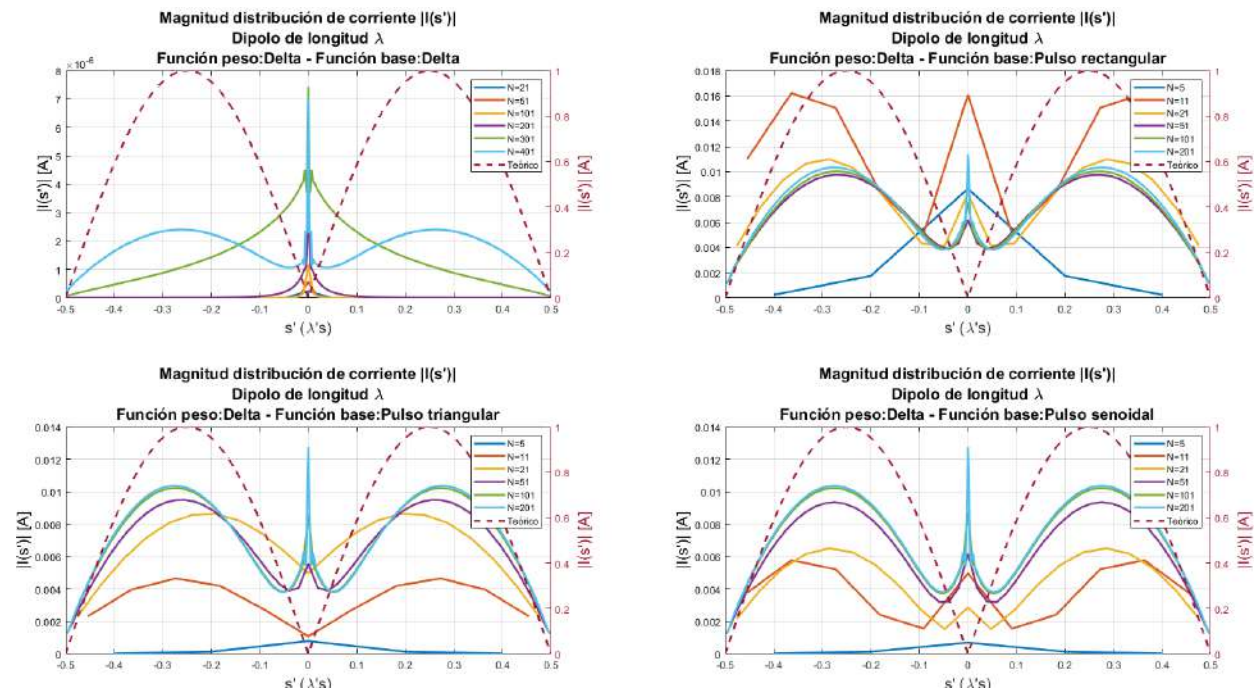 Magnitud distribución de corriente |I(s')|
Dipolo de longitud λ
Función peso:Delta - Función base:Delta
×10⁻⁶
8
7
6
5
4
3
2
1
0
|I(s')| [A]
1
0.8
0.6
0.4
0.2
0
|I(s')| [A]
N=21
N=51
N=101
N=201
N=301
N=401
Teórico
-0.5 -0.4 -0.3 -0.2 -0.1 0 0.1 0.2 0.3 0.4 0.5
s' (λ's)
Magnitud distribución de corriente |I(s')|
Dipolo de longitud λ
Función peso:Delta - Función base:Pulso rectangular
0.018
0.016
0.014
0.012
0.01
0.008
0.006
0.004
0.002
0
|I(s')| [A]
1
0.8
0.6
0.4
0.2
0
|I(s')| [A]
N=5
N=11
N=21
N=51
N=101
N=201
Teórico
-0.5 -0.4 -0.3 -0.2 -0.1 0 0.1 0.2 0.3 0.4 0.5
s' (λ's)
Magnitud distribución de corriente |I(s')|
Dipolo de longitud λ
Función peso:Delta - Función base:Pulso triangular
0.014
0.012
0.01
0.008
0.006
0.004
0.002
0
|I(s')| [A]
1
0.8
0.6
0.4
0.2
0
|I(s')| [A]
N=5
N=11
N=21
N=51
N=101
N=201
Teórico
-0.5 -0.4 -0.3 -0.2 -0.1 0 0.1 0.2 0.3 0.4 0.5
s' (λ's)
Magnitud distribución de corriente |I(s')|
Dipolo de longitud λ
Función peso:Delta - Función base:Pulso senoidal
0.014
0.012
0.01
0.008
0.006
0.004
0.002
0
|I(s')| [A]
1
0.8
0.6
0.4
0.2
0
|I(s')| [A]
N=5
N=11
N=21
N=51
N=101
N=201
Teórico
-0.5 -0.4 -0.3 -0.2 -0.1 0 0.1 0.2 0.3 0.4 0.5
s' (λ's)